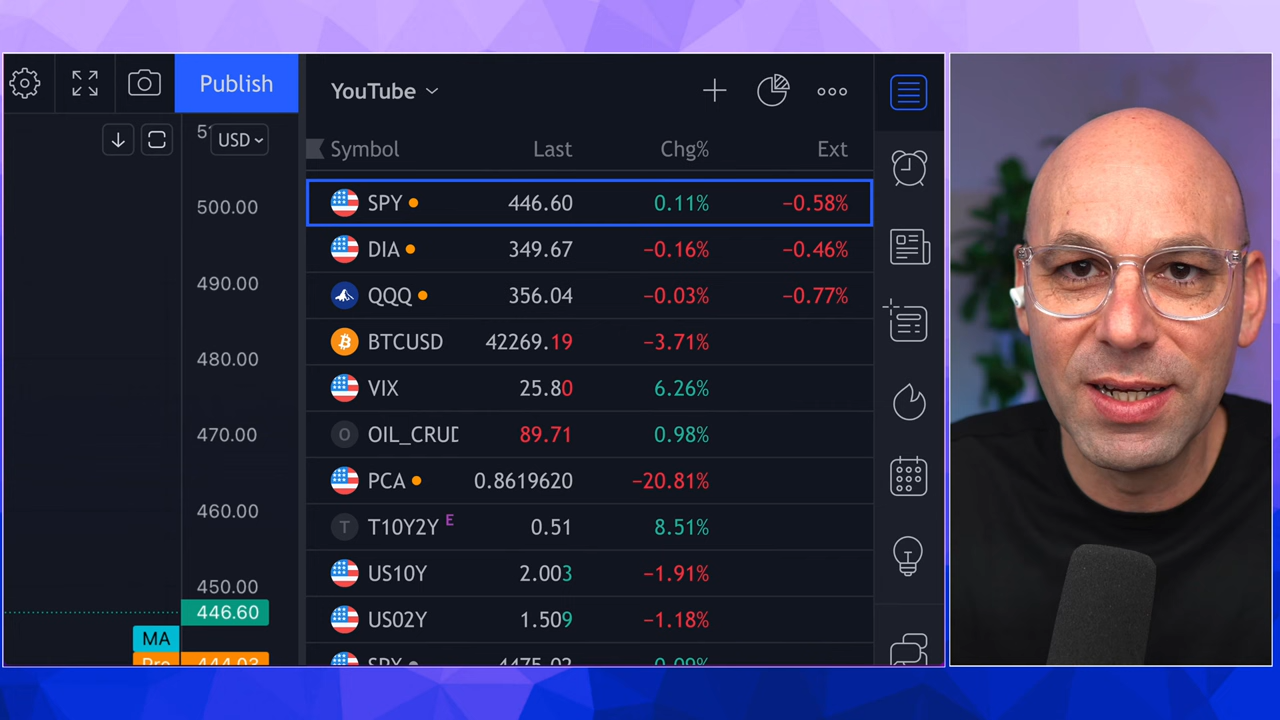 Publish
YouTube
USD
500.00
490.00
480.00
470.00
460.00
450.00
446.60
MA
Symbol Last Chg% Ext
SPY 446.60 0.11% −0.58%
DIA 349.67 −0.16% −0.46%
QQQ 356.04 −0.03% −0.77%
BTCUSD 42269.19 −3.71%
VIX 25.80 6.26%
O OIL_CRUD 89.71 0.98%
PCA 0.8619620 −20.81%
T T10Y2Y E 0.51 8.51%
US10Y 2.003 −1.91%
US02Y 1.509 −1.18%